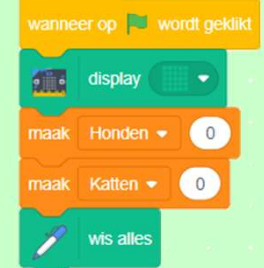 wanneer op wordt geklikt
display
maak Honden 0
maak Katten 0
wis alles